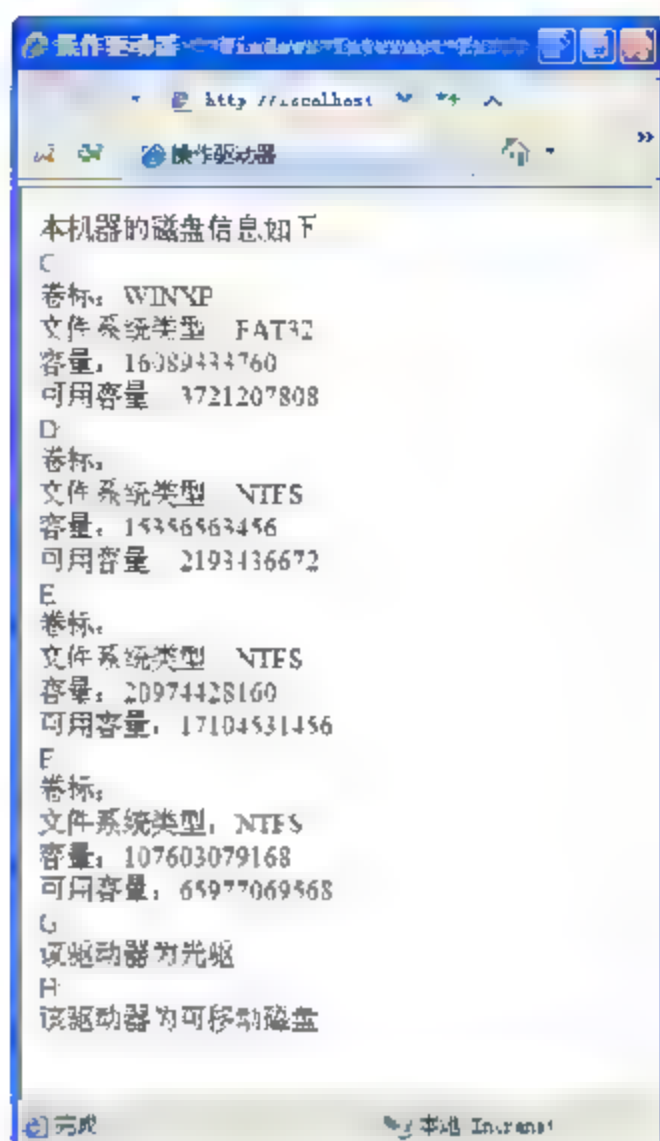 操作驱动器 - Windows Internet
http //localhost
操作驱动器
本机器的磁盘信息如下
C
卷标：WINXP
文件系统类型 FAT32
容量：16089434760
可用容量 3721207808
D
卷标：
文件系统类型 NTFS
容量：15356563456
可用容量 2193436672
E
卷标：
文件系统类型 NTFS
容量：20974428160
可用容量：17104531456
F
卷标：
文件系统类型：NTFS
容量：107603079168
可用容量：65977069568
G
该驱动器为光驱
H
该驱动器为可移动磁盘
完成
本地 Intranet